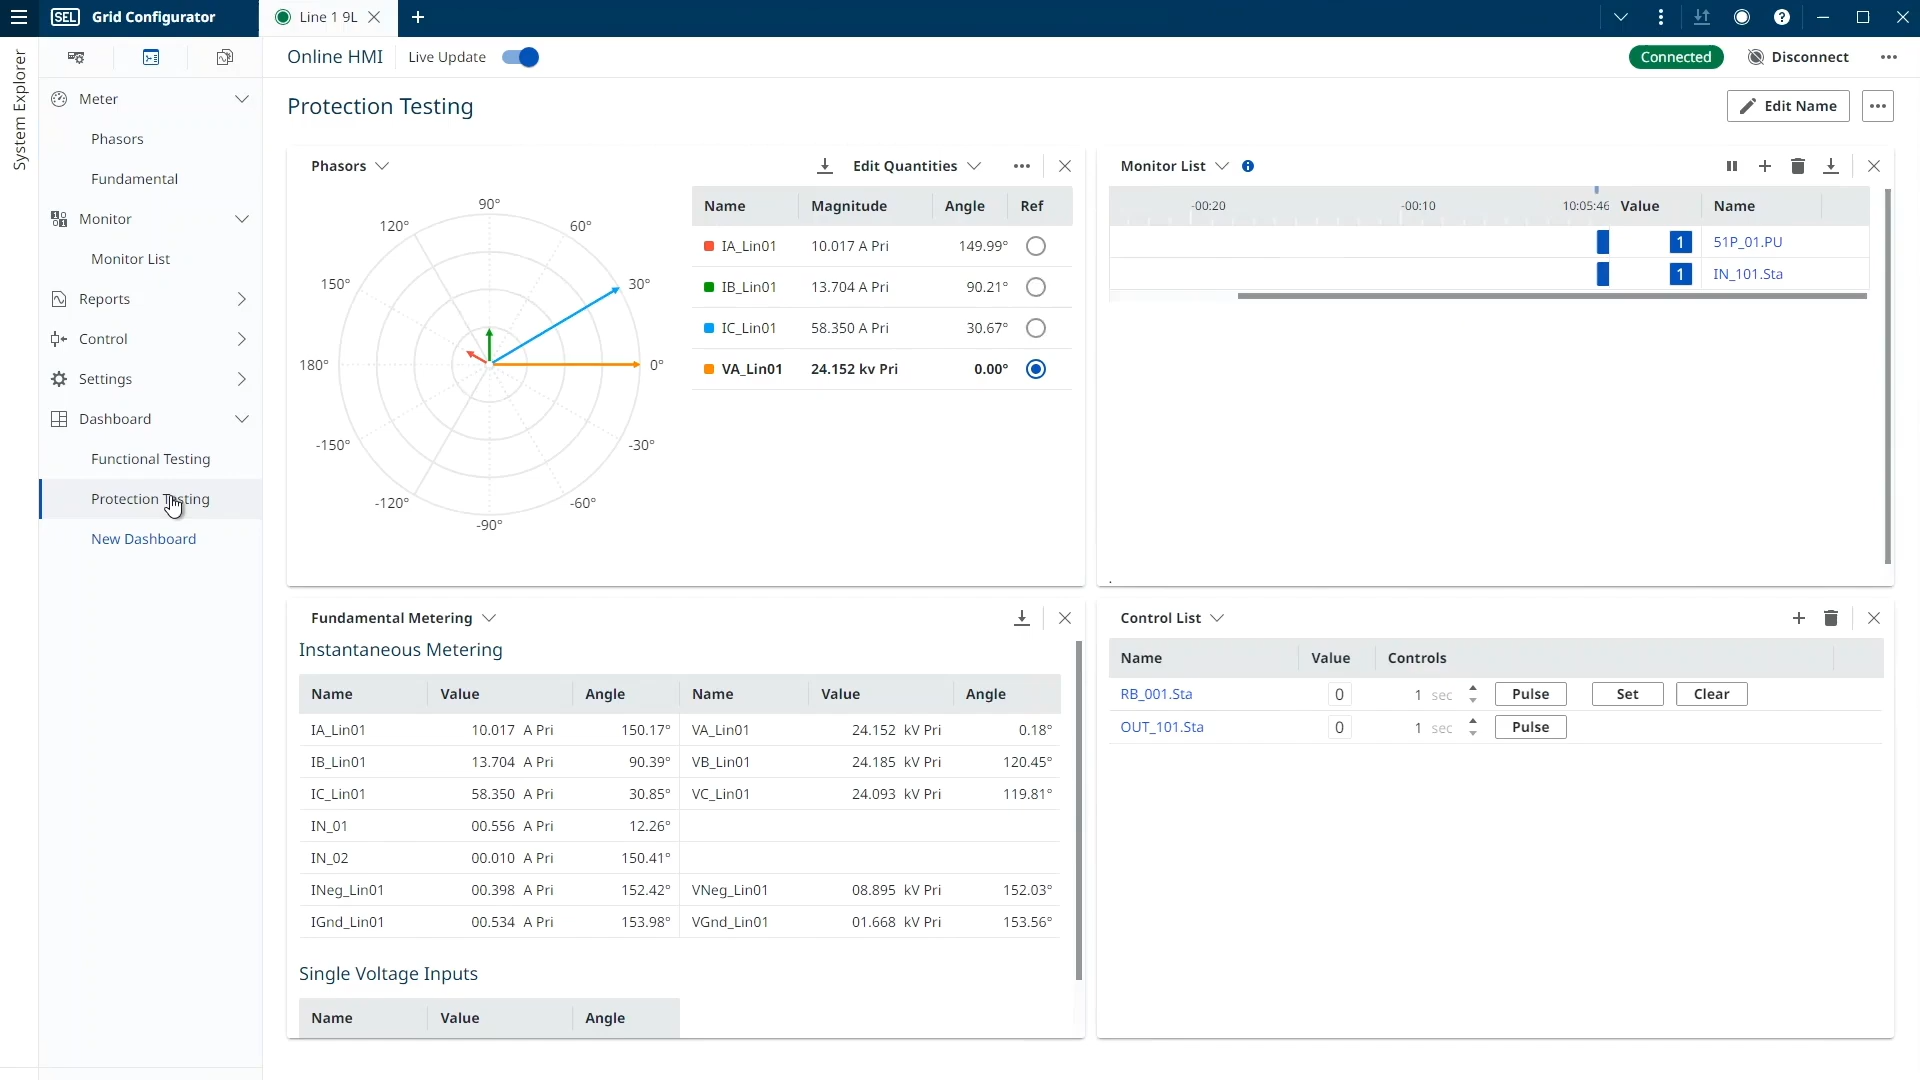 SEL Grid Configurator
Line 1 9L
System Explorer
Online HMI
Live Update
Connected
Disconnect
Meter
Phasors
Fundamental
Monitor
Monitor List
Reports
Control
Settings
Dashboard
Functional Testing
Protection Testing
New Dashboard
Protection Testing
Edit Name
Phasors
Edit Quantities
90°
120° 60°
150° 30°
180° 0°
-150° -30°
-120° -60°
-90°
Name Magnitude Angle Ref
IA_Lin01 10.017 A Pri 149.99°
IB_Lin01 13.704 A Pri 90.21°
IC_Lin01 58.350 A Pri 30.67°
VA_Lin01 24.152 kv Pri 0.00°
Monitor List
-00:20 -00:10 10:05:46 Value Name
1 51P_01.PU
1 IN_101.Sta
Fundamental Metering
Instantaneous Metering
Name Value Angle Name Value Angle
IA_Lin01 10.017 A Pri 150.17° VA_Lin01 24.152 kV Pri 0.18°
IB_Lin01 13.704 A Pri 90.39° VB_Lin01 24.185 kV Pri 120.45°
IC_Lin01 58.350 A Pri 30.85° VC_Lin01 24.093 kV Pri 119.81°
IN_01 00.556 A Pri 12.26°
IN_02 00.010 A Pri 150.41°
INeg_Lin01 00.398 A Pri 152.42° VNeg_Lin01 08.895 kV Pri 152.03°
IGnd_Lin01 00.534 A Pri 153.98° VGnd_Lin01 01.668 kV Pri 153.56°
Single Voltage Inputs
Name Value Angle
Control List
Name Value Controls
RB_001.Sta 0 1 sec Pulse Set Clear
OUT_101.Sta 0 1 sec Pulse